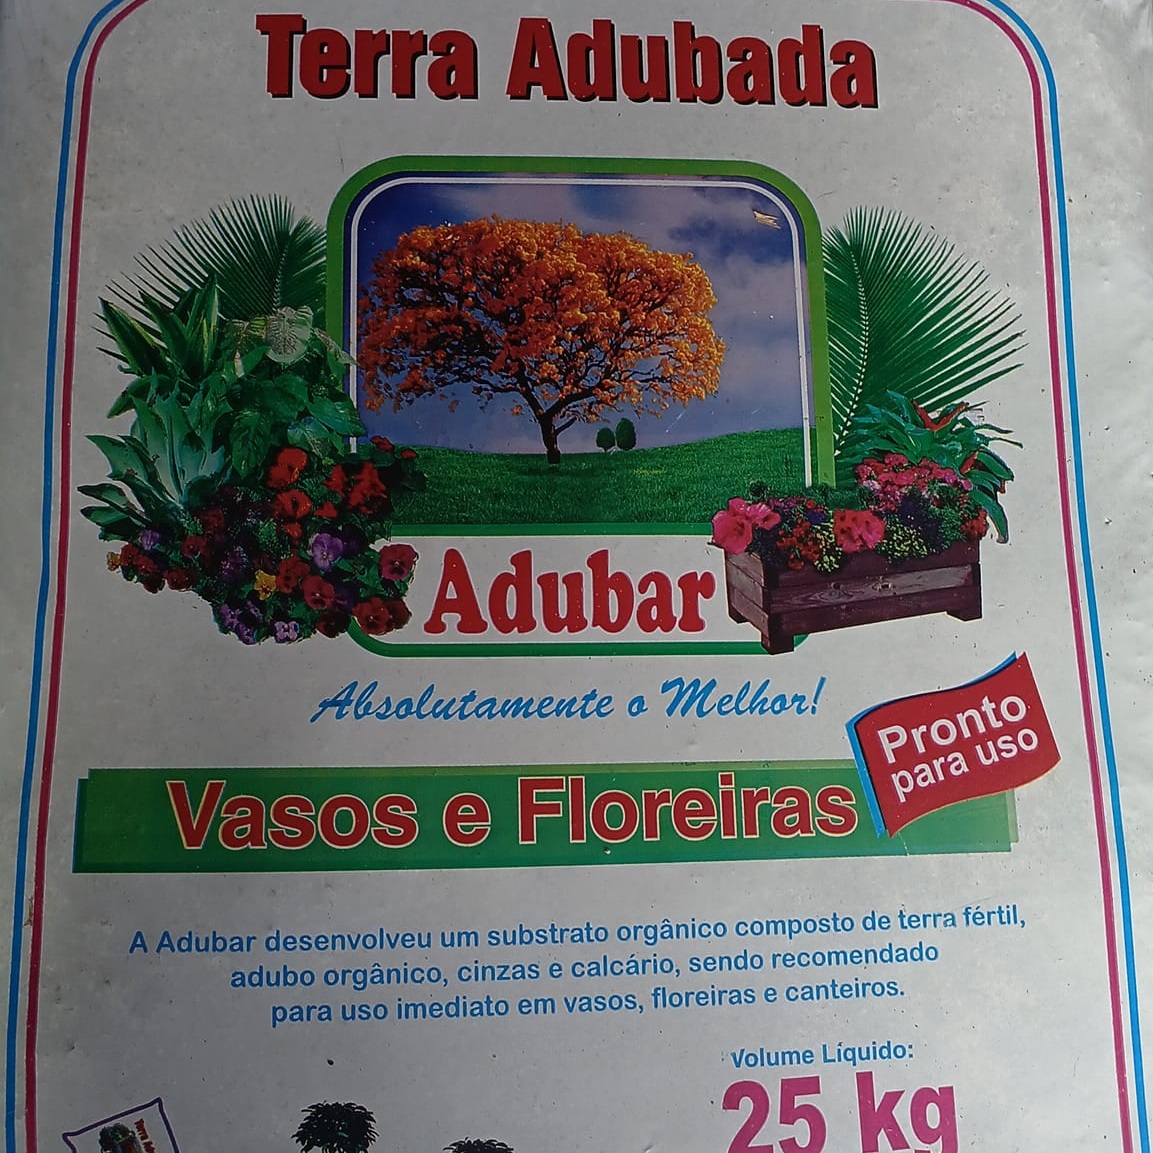 Terra Adubada
Adubar
Absolutamente o Melhor!
Pronto
para uso
Vasos e Floreiras
A Adubar desenvolveu um substrato orgânico composto de terra fértil,
adubo orgânico, cinzas e calcário, sendo recomendado
para uso imediato em vasos, floreiras e canteiros.
Volume Líquido:
25 kg